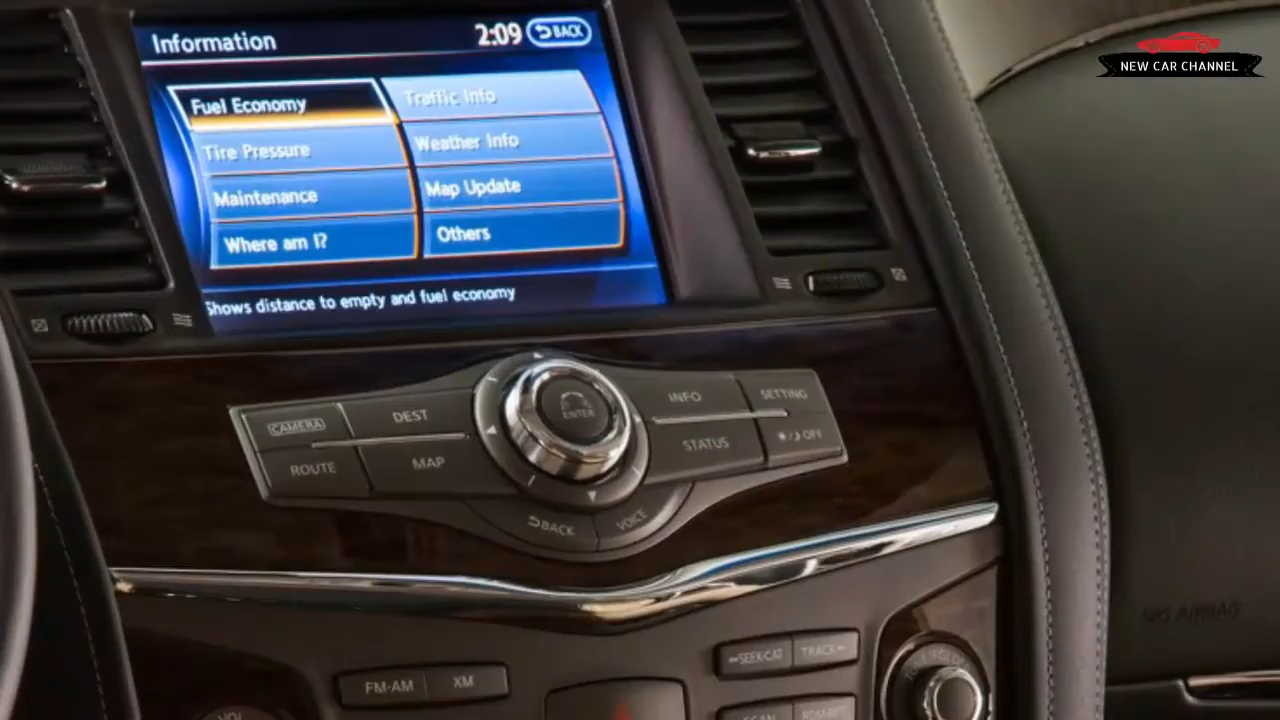 Information
2:09
BACK
Fuel Economy
Traffic Info
Tire Pressure
Weather Info
Maintenance
Map Update
Where am I?
Others
Shows distance to empty and fuel economy
NEW CAR CHANNEL
CAMERA
DEST
ROUTE
MAP
ENTER
INFO
SETTING
STATUS
OFF
BACK
VOICE
SEEK·CAT
TRACK
FM·AM
XM
VOL
SCAN
SRS AIRBAG